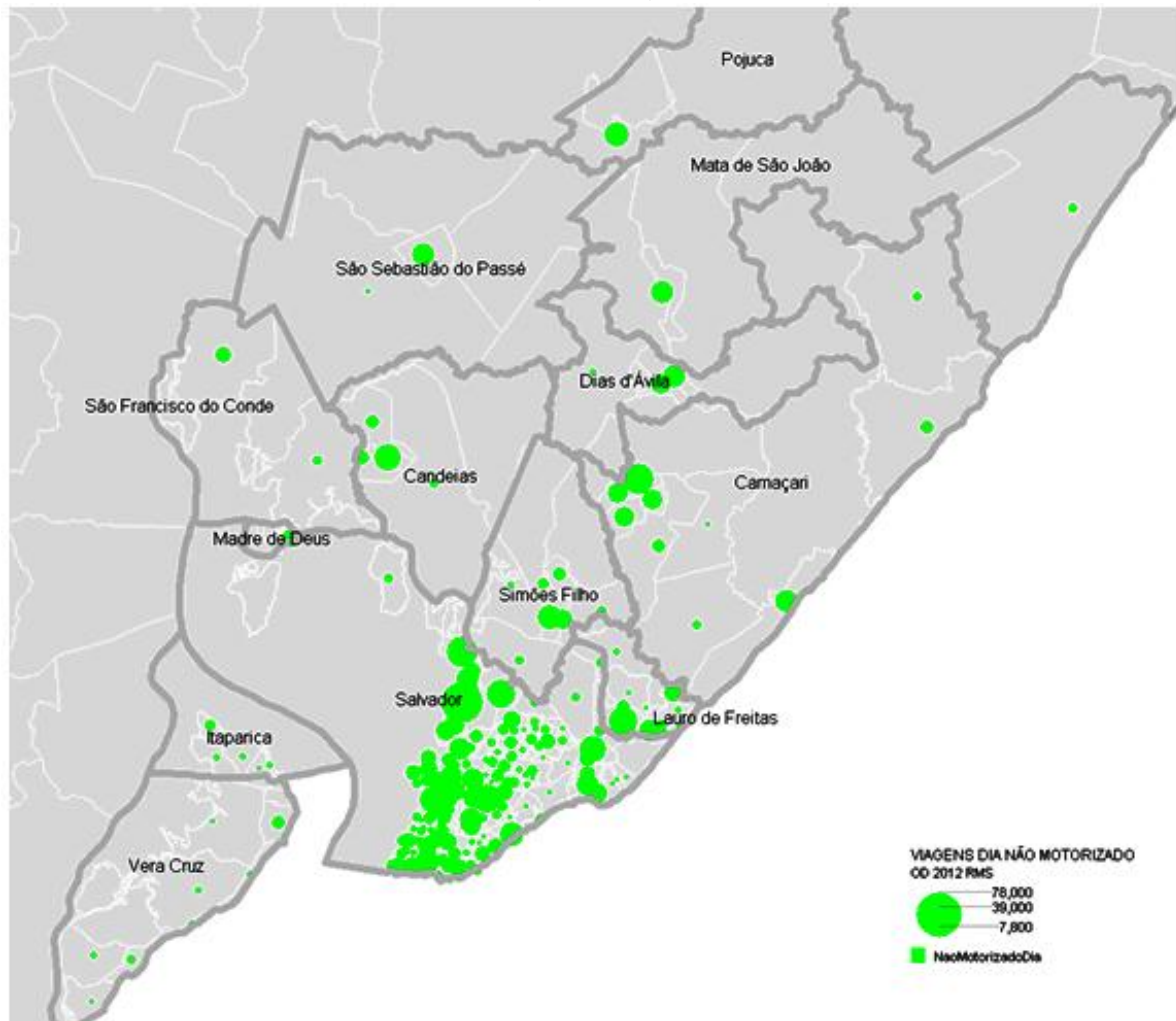 Pojuca
Mata de São João
São Sebastião do Passé
Dias d'Ávila
São Francisco do Conde
Candeias
Camaçari
Madre de Deus
Simões Filho
Salvador
Lauro de Freitas
Itaparica
Vera Cruz
VIAGENS DIA NÃO MOTORIZADO
OD 2012 RMS
78,000
39,000
7,800
NaoMotorizadoDia